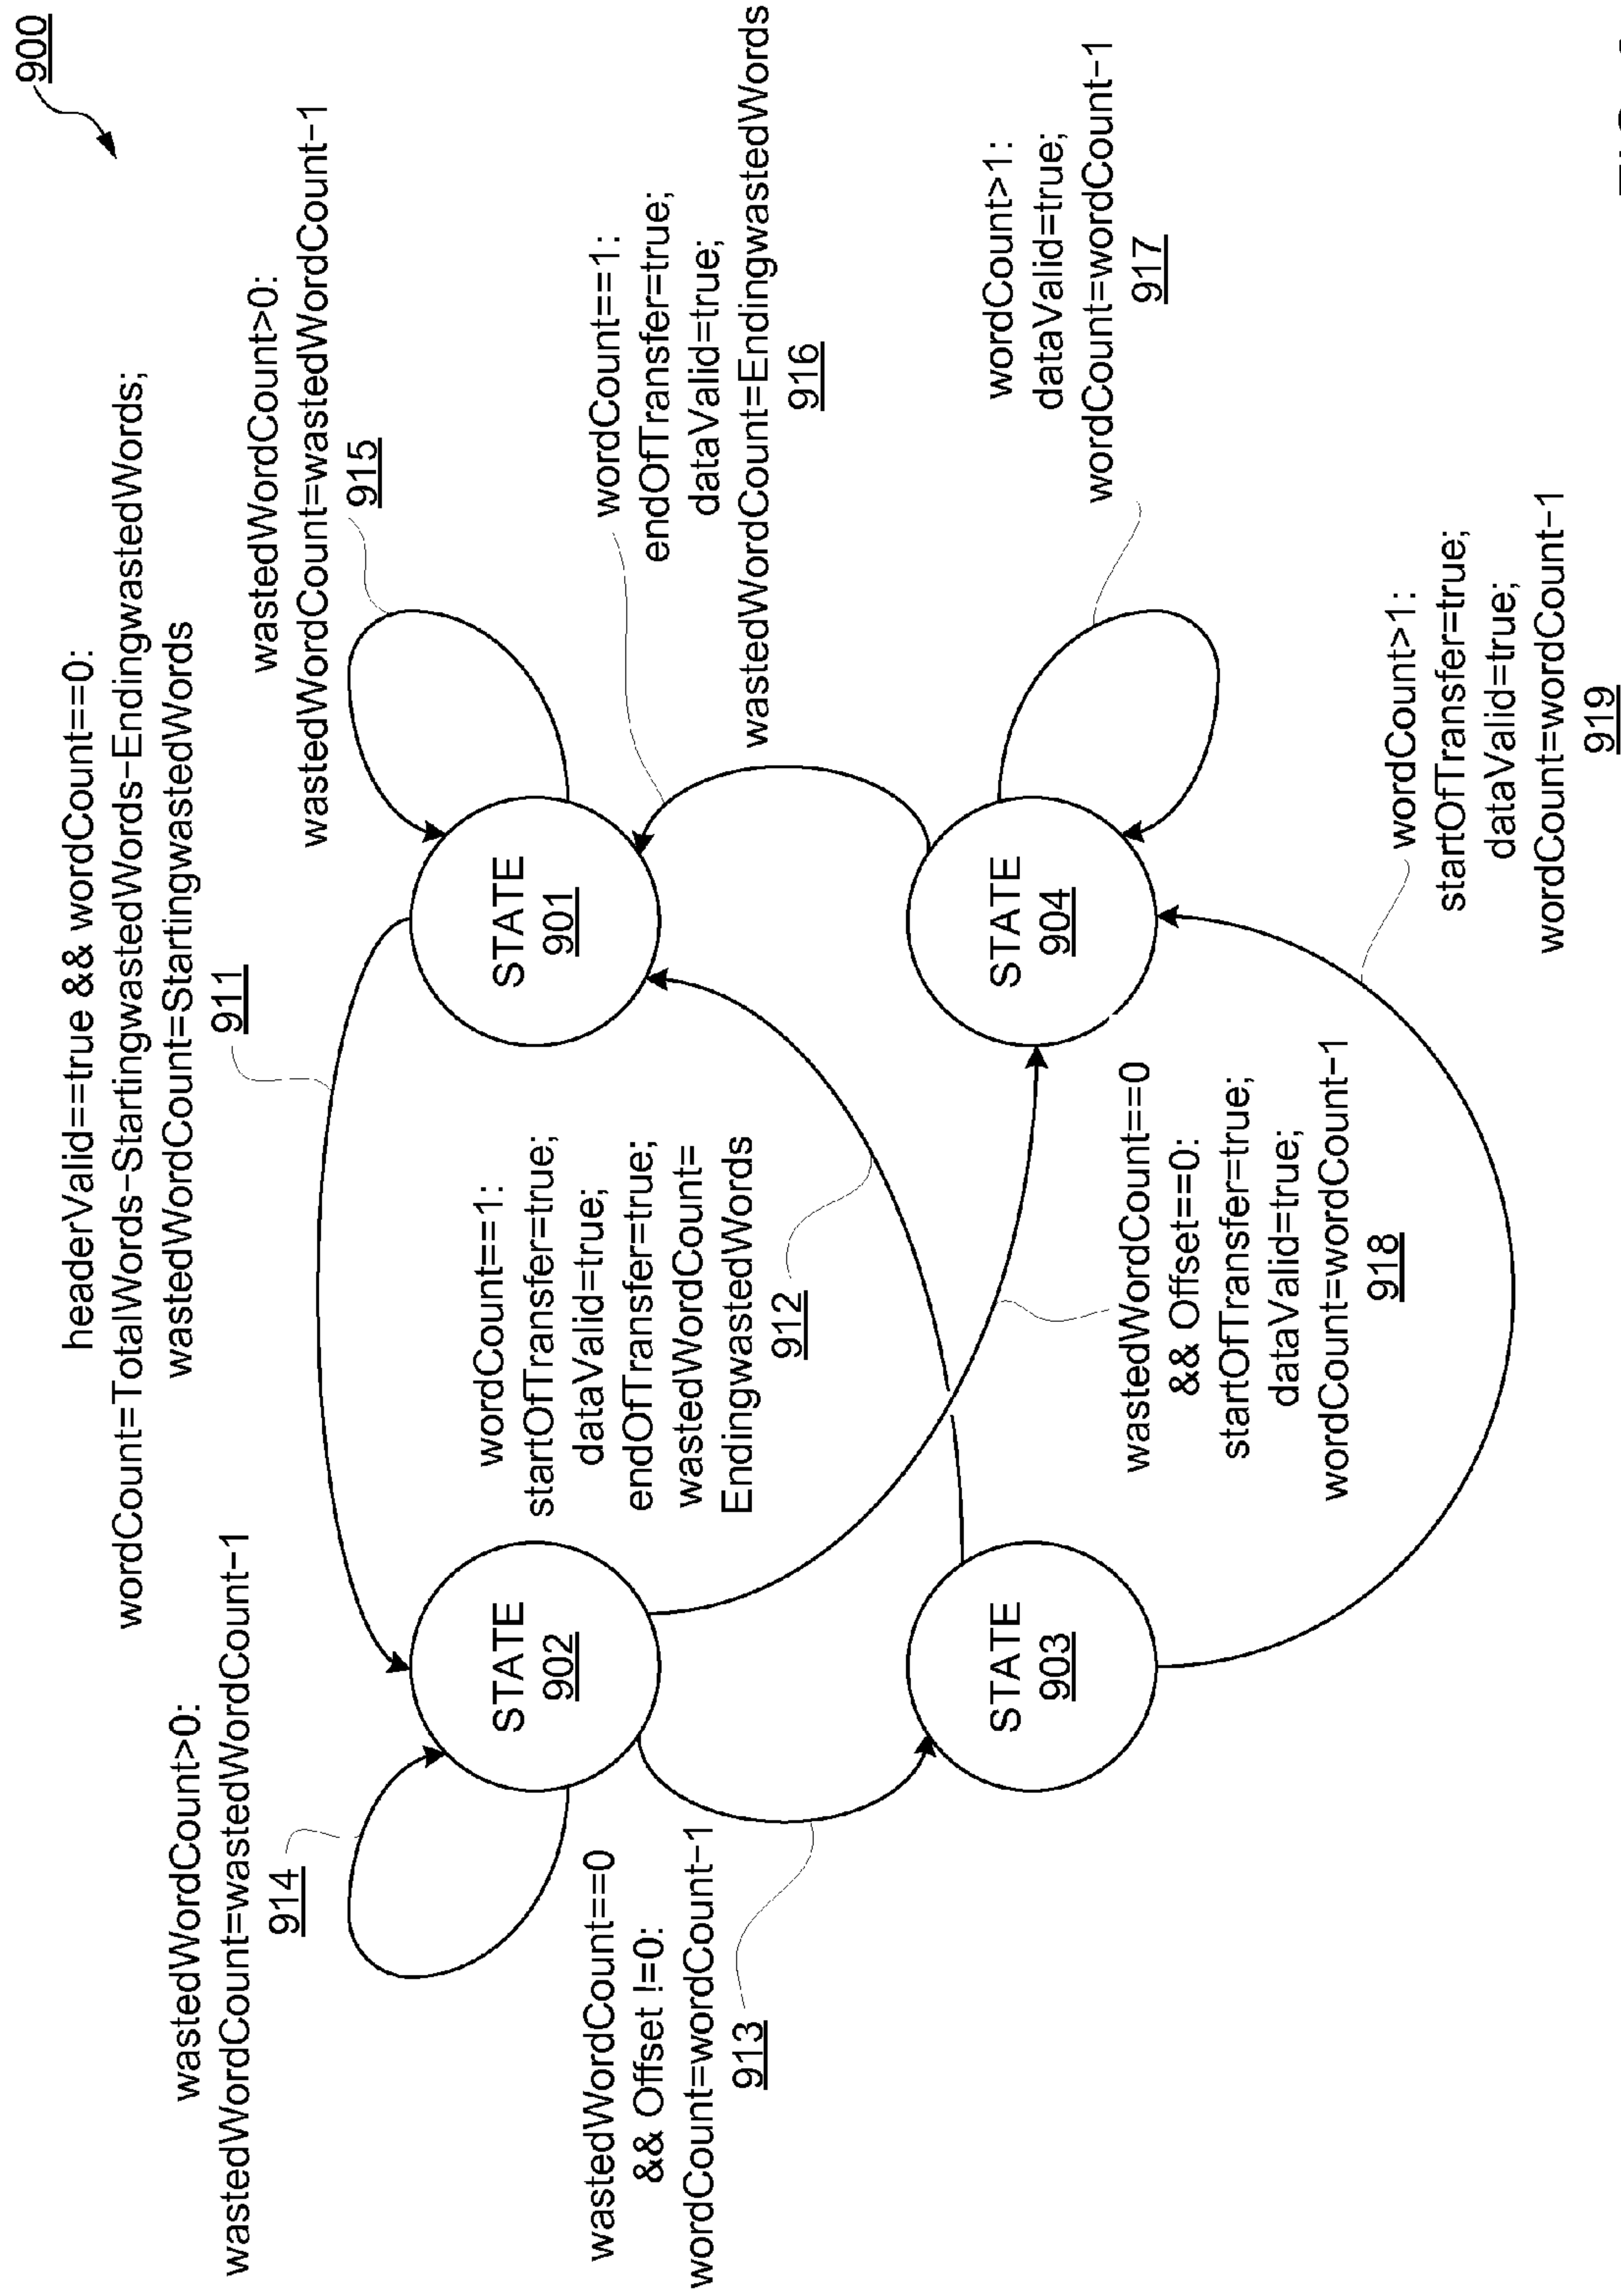 900
headerValid==true && wordCount==0:
wordCount=TotalWords-StartingwastedWords-EndingwastedWords;
wastedWordCount=StartingwastedWords
911
wastedWordCount>0:
wastedWordCount=wastedWordCount-1
914
wastedWordCount>0:
wastedWordCount=wastedWordCount-1
915
STATE
902
STATE
901
wordCount==1:
startOfTransfer=true;
dataValid=true;
endOfTransfer=true;
wastedWordCount=
EndingwastedWords
912
wordCount==1:
endOfTransfer=true;
dataValid=true;
wastedWordCount=EndingwastedWords
916
wastedWordCount==0
&& Offset !=0:
wordCount=wordCount-1
913
STATE
903
STATE
904
wordCount>1:
dataValid=true;
wordCount=wordCount-1
917
wastedWordCount==0
&& Offset==0:
startOfTransfer=true;
dataValid=true;
wordCount=wordCount-1
918
wordCount>1:
startOfTransfer=true;
dataValid=true;
wordCount=wordCount-1
919